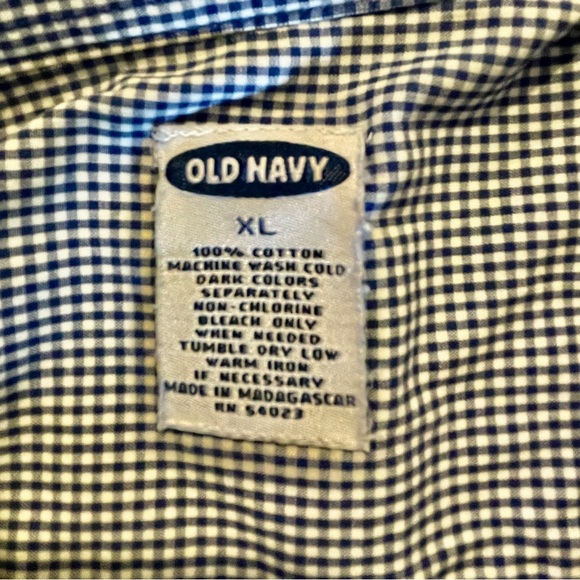 OLD NAVY
XL
100% COTTON
MACHINE WASH COLD
DARK COLORS
SEPARATELY
NON-CHLORINE
BLEACH ONLY
WHEN NEEDED
TUMBLE DRY LOW
WARM IRON
IF NECESSARY
MADE IN MADAGASCAR
RN 54023